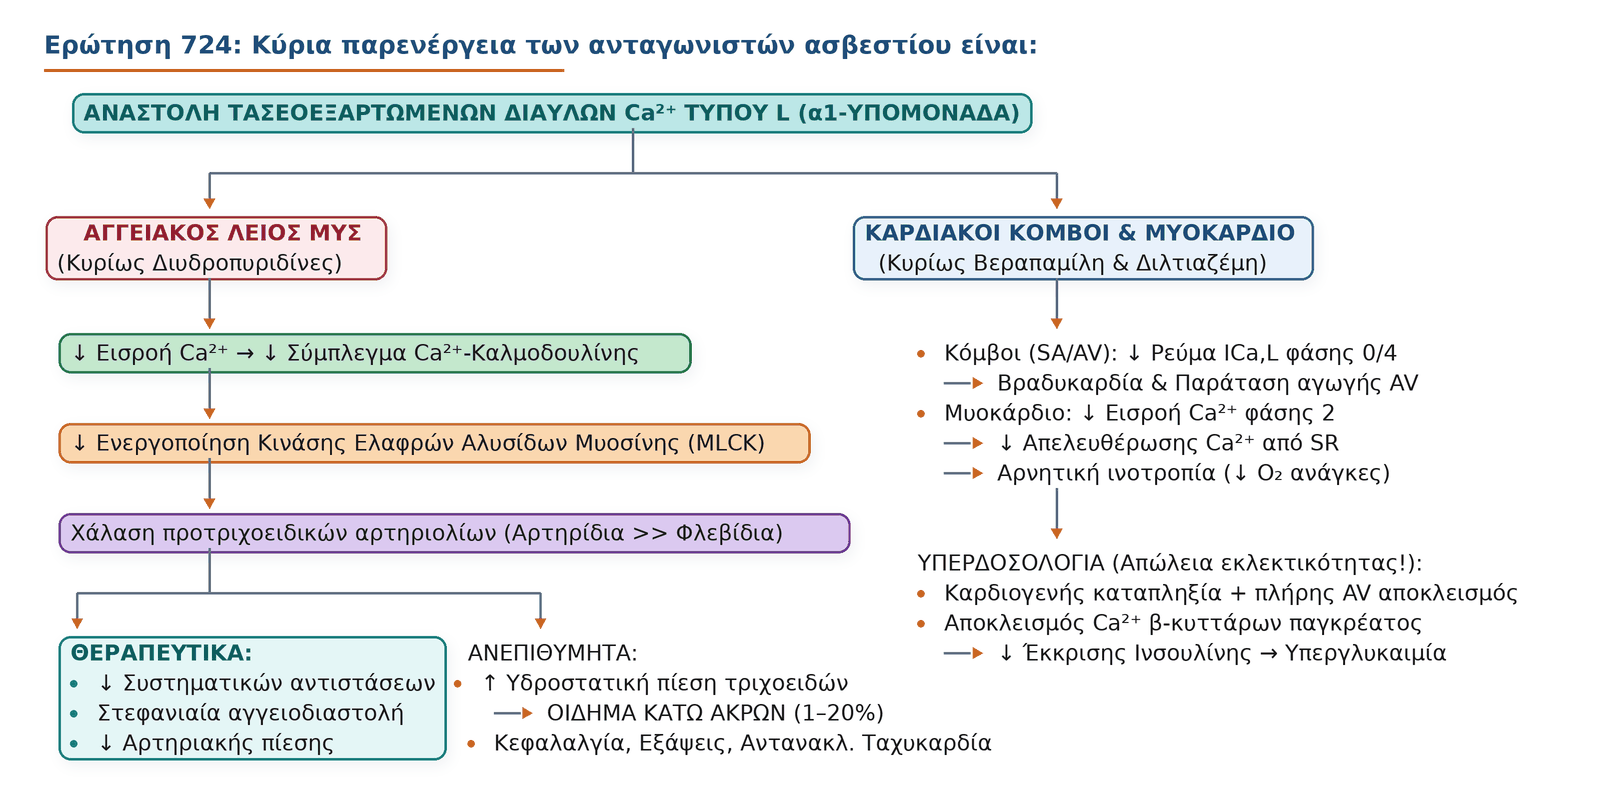 Ερώτηση 724: Κύρια παρενέργεια των ανταγωνιστών ασβεστίου είναι:
ΑΝΑΣΤΟΛΗ ΤΑΣΕΟΕΞΑΡΤΩΜΕΝΩΝ ΔΙΑΥΛΩΝ Ca²⁺ ΤΥΠΟΥ L (α1-ΥΠΟΜΟΝΑΔΑ)
ΑΓΓΕΙΑΚΟΣ ΛΕΙΟΣ ΜΥΣ
(Κυρίως Διυδροπυριδίνες)
↓ Εισροή Ca²⁺ → ↓ Σύμπλεγμα Ca²⁺-Καλμοδουλίνης
↓ Ενεργοποίηση Κινάσης Ελαφρών Αλυσίδων Μυοσίνης (MLCK)
Χάλαση προτριχοειδικών αρτηριολίων (Αρτηρίδια >> Φλεβίδια)
ΘΕΡΑΠΕΥΤΙΚΑ:
• ↓ Συστηματικών αντιστάσεων
• Στεφανιαία αγγειοδιαστολή
• ↓ Αρτηριακής πίεσης
ΑΝΕΠΙΘΥΜΗΤΑ:
• ↑ Υδροστατική πίεση τριχοειδών
ΟΙΔΗΜΑ ΚΑΤΩ ΑΚΡΩΝ (1–20%)
• Κεφαλαλγία, Εξάψεις, Αντανακλ. Ταχυκαρδία
ΚΑΡΔΙΑΚΟΙ ΚΟΜΒΟΙ & ΜΥΟΚΑΡΔΙΟ
(Κυρίως Βεραπαμίλη & Διλτιαζέμη)
• Κόμβοι (SA/AV): ↓ Ρεύμα ICa,L φάσης 0/4
Βραδυκαρδία & Παράταση αγωγής AV
• Μυοκάρδιο: ↓ Εισροή Ca²⁺ φάσης 2
↓ Απελευθέρωσης Ca²⁺ από SR
Αρνητική ινοτροπία (↓ O₂ ανάγκες)
ΥΠΕΡΔΟΣΟΛΟΓΙΑ (Απώλεια εκλεκτικότητας!):
• Καρδιογενής καταπληξία + πλήρης AV αποκλεισμός
• Αποκλεισμός Ca²⁺ β-κυττάρων παγκρέατος
↓ Έκκρισης Ινσουλίνης → Υπεργλυκαιμία